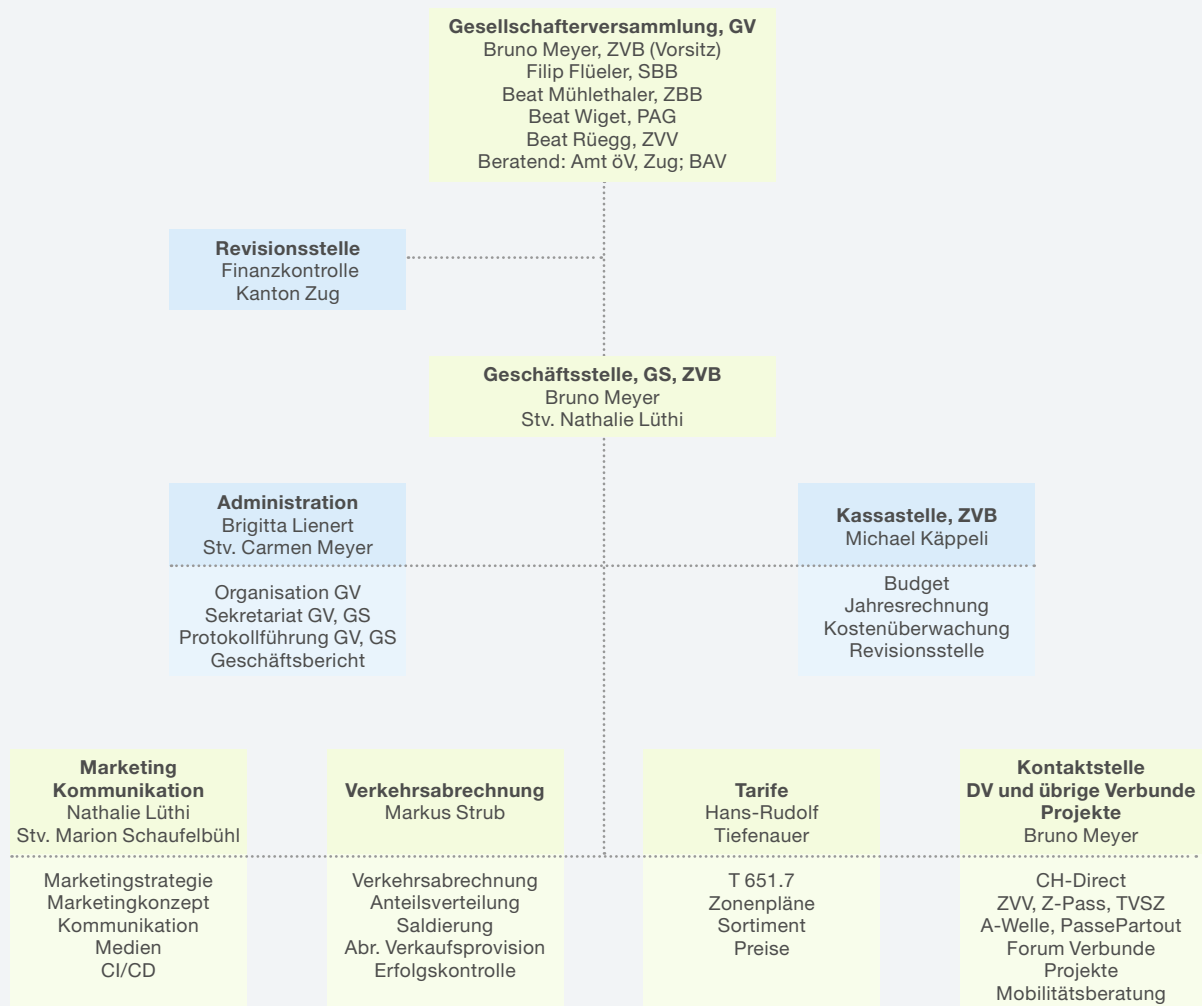 Gesellschafterversammlung, GV
Bruno Meyer, ZVB (Vorsitz)
Filip Flüeler, SBB
Beat Mühlethaler, ZBB
Beat Wiget, PAG
Beat Rüegg, ZVV
Beratend: Amt öV, Zug; BAV
Revisionsstelle
Finanzkontrolle
Kanton Zug
Geschäftsstelle, GS, ZVB
Bruno Meyer
Stv. Nathalie Lüthi
Administration
Brigitta Lienert
Stv. Carmen Meyer
Organisation GV
Sekretariat GV, GS
Protokollführung GV, GS
Geschäftsbericht
Kassastelle, ZVB
Michael Käppeli
Budget
Jahresrechnung
Kostenüberwachung
Revisionsstelle
Marketing
Kommunikation
Nathalie Lüthi
Stv. Marion Schaufelbühl
Marketingstrategie
Marketingkonzept
Kommunikation
Medien
CI/CD
Verkehrsabrechnung
Markus Strub
Verkehrsabrechnung
Anteilsverteilung
Saldierung
Abr. Verkaufsprovision
Erfolgskontrolle
Tarife
Hans-Rudolf
Tiefenauer
T 651.7
Zonenpläne
Sortiment
Preise
Kontaktstelle
DV und übrige Verbunde
Projekte
Bruno Meyer
CH-Direct
ZVV, Z-Pass, TVSZ
A-Welle, PassePartout
Forum Verbunde
Projekte
Mobilitätsberatung